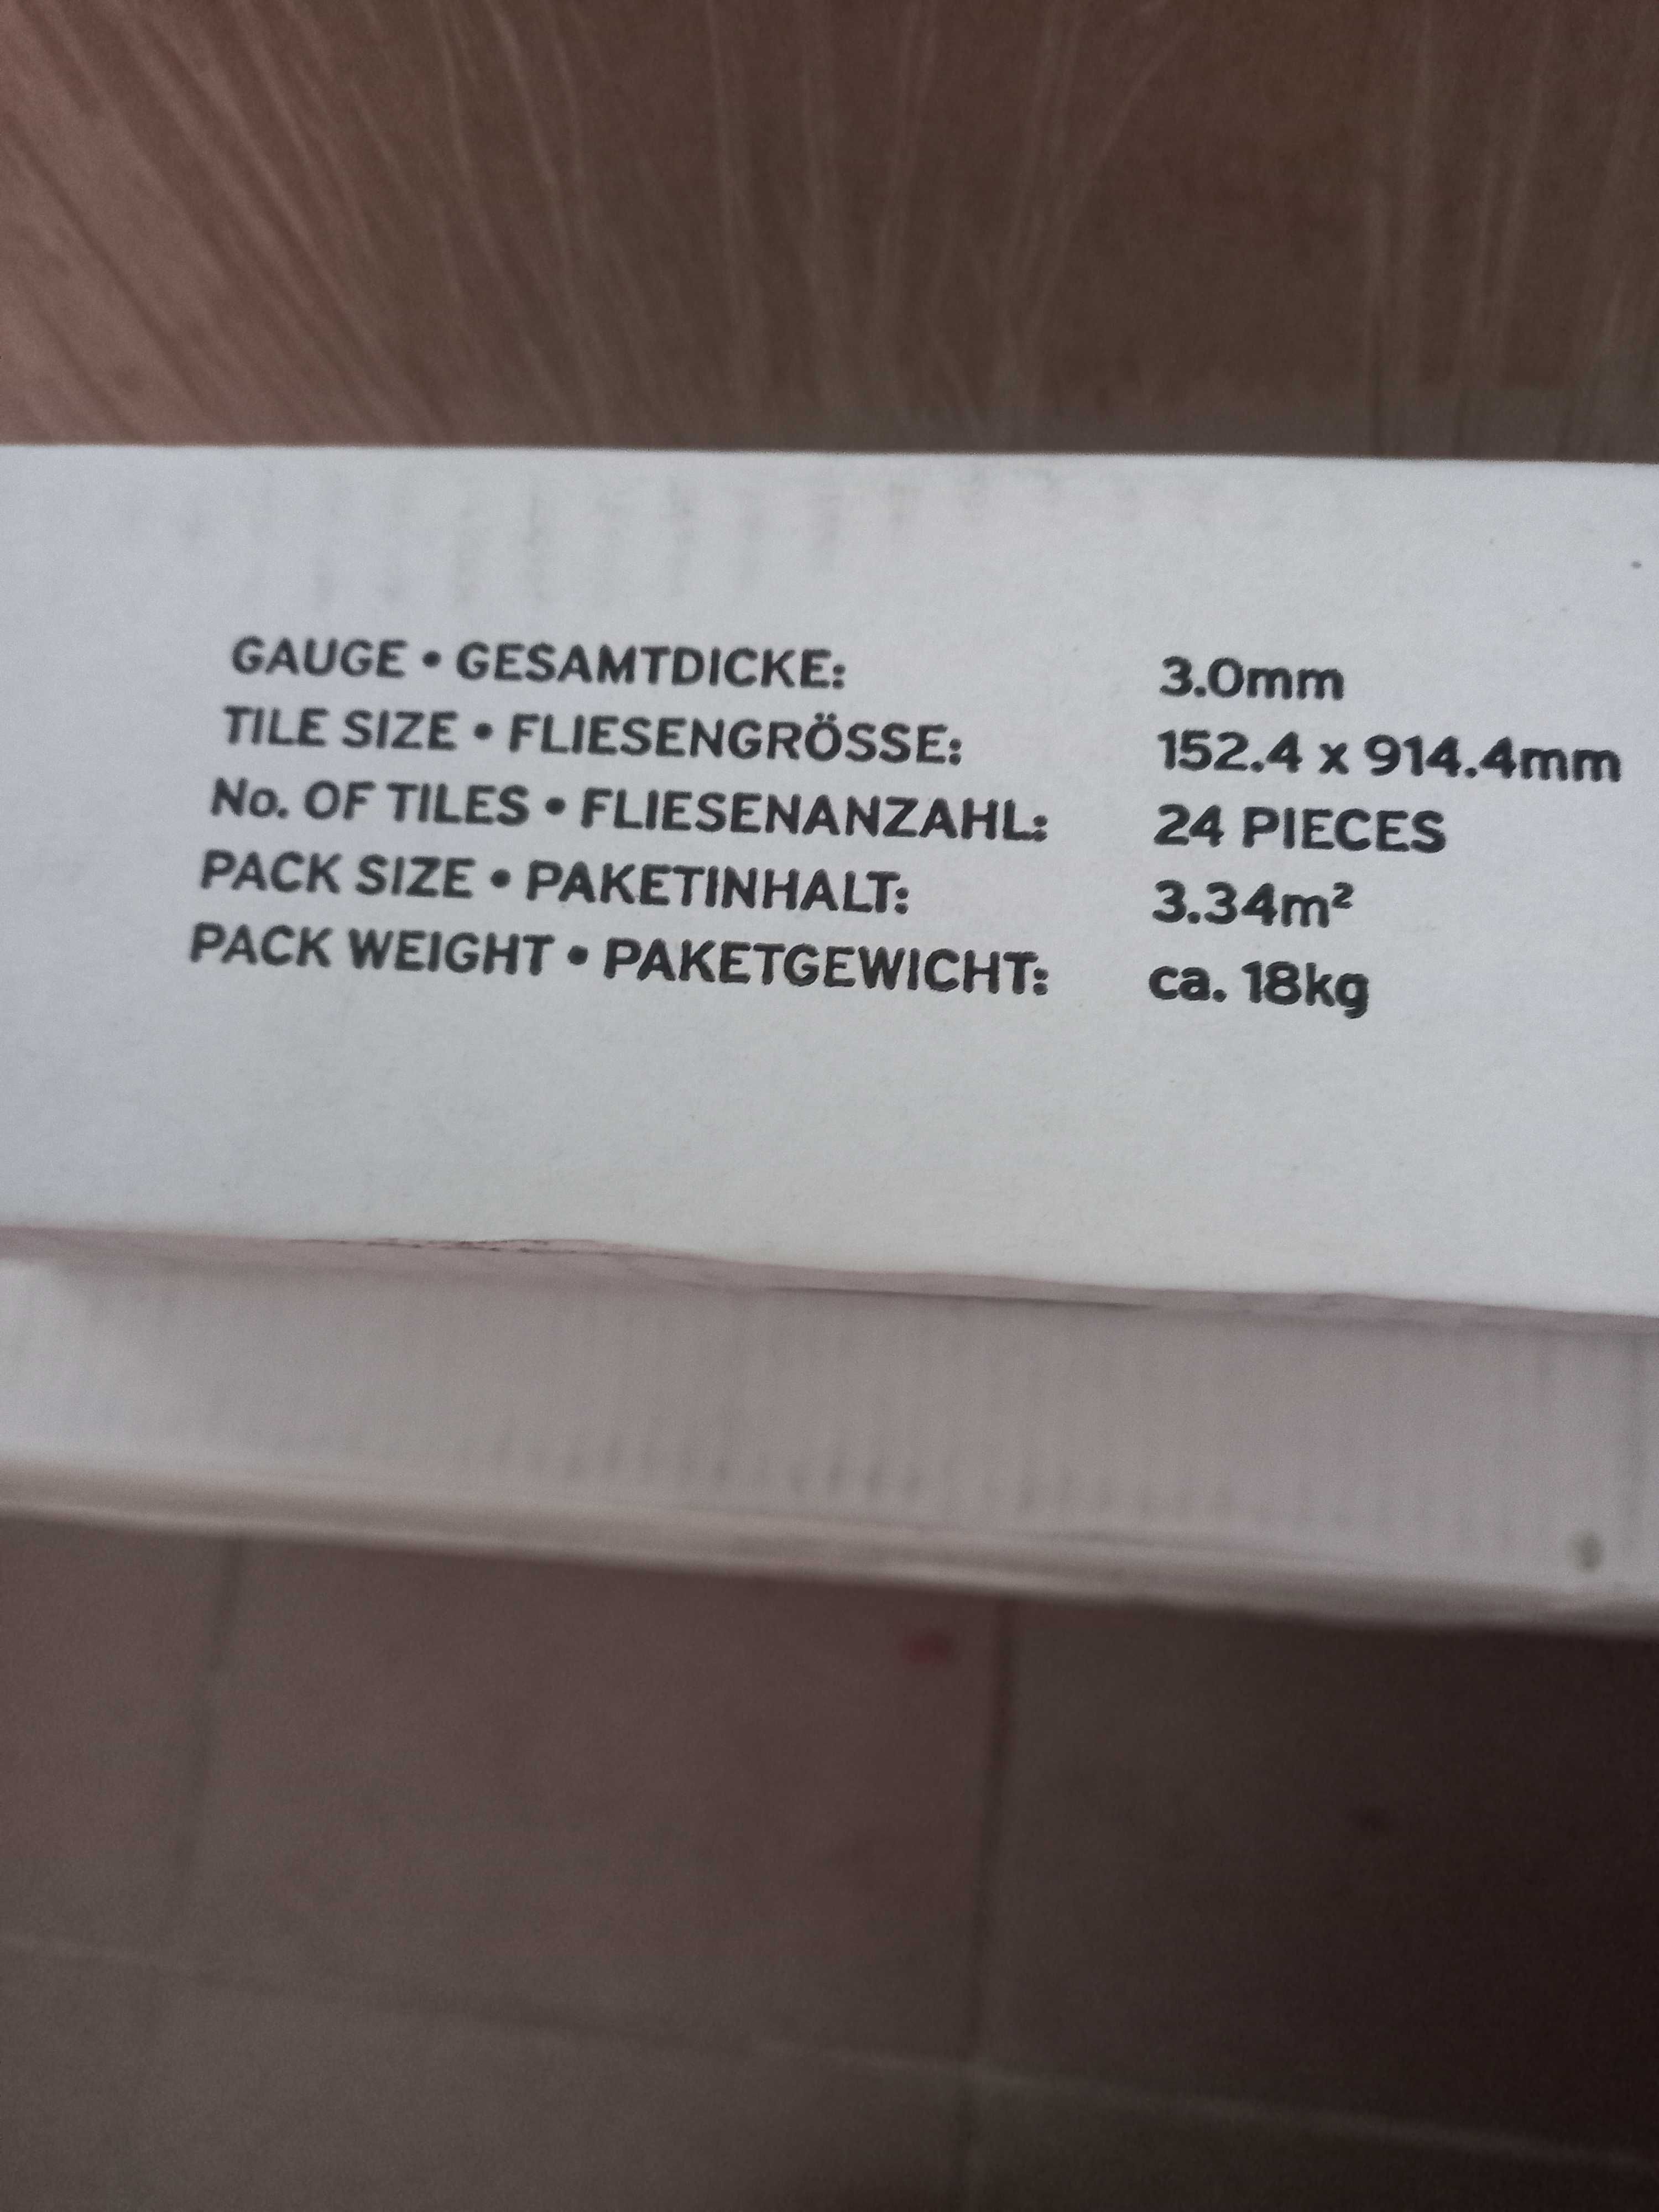 GAUGE • GESAMTDICKE: 3.0mm
TILE SIZE • FLIESENGRÖSSE: 152.4 x 914.4mm
No. OF TILES • FLIESENANZAHL: 24 PIECES
PACK SIZE • PAKETINHALT: 3.34m²
PACK WEIGHT • PAKETGEWICHT: ca. 18kg